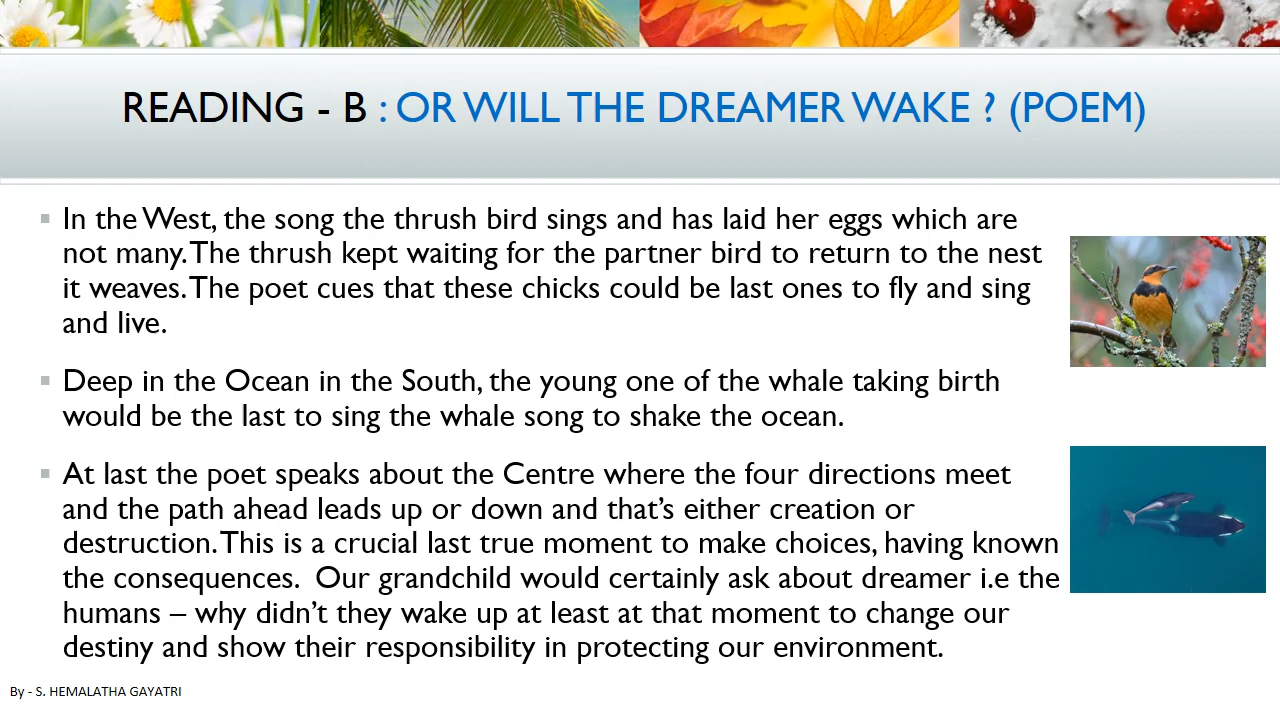 READING - B : OR WILL THE DREAMER WAKE ? (POEM)
In the West, the song the thrush bird sings and has laid her eggs which are
not many. The thrush kept waiting for the partner bird to return to the nest
it weaves. The poet cues that these chicks could be last ones to fly and sing
and live.
Deep in the Ocean in the South, the young one of the whale taking birth
would be the last to sing the whale song to shake the ocean.
At last the poet speaks about the Centre where the four directions meet
and the path ahead leads up or down and that’s either creation or
destruction. This is a crucial last true moment to make choices, having known
the consequences.  Our grandchild would certainly ask about dreamer i.e the
humans – why didn’t they wake up at least at that moment to change our
destiny and show their responsibility in protecting our environment.
By - S. HEMALATHA GAYATRI